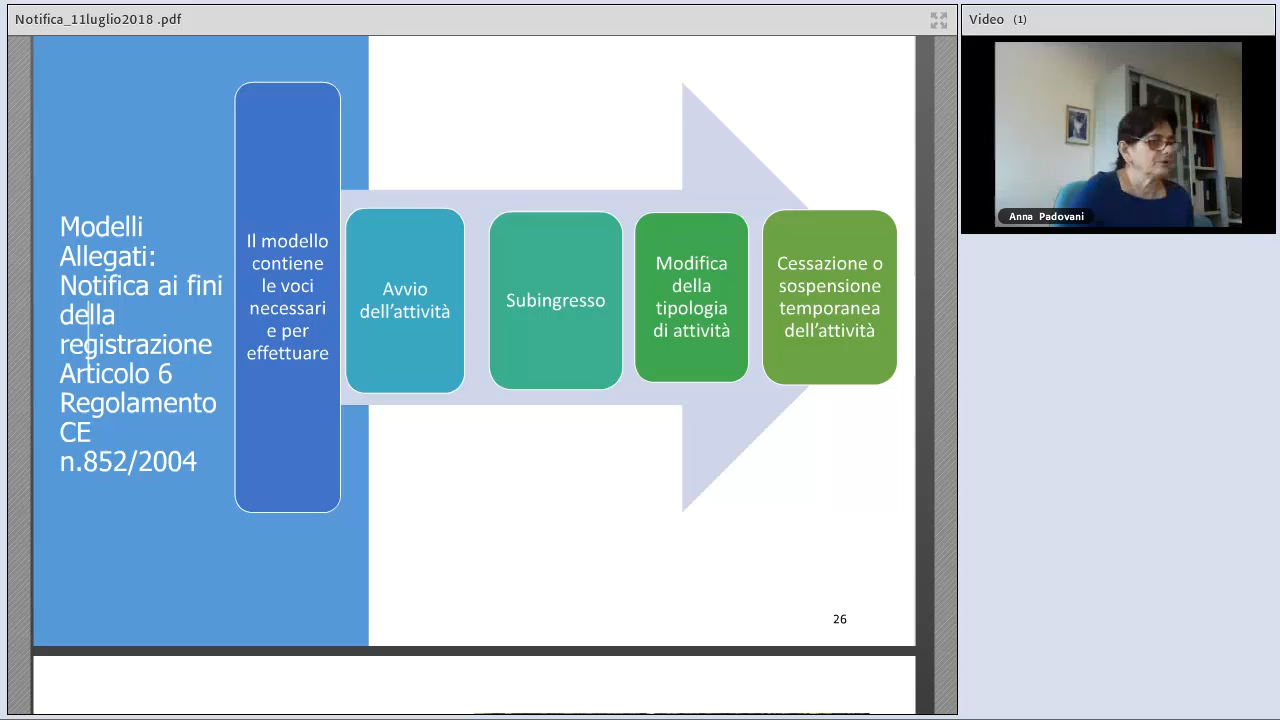 Notifica_11luglio2018 .pdf
Video (1)
Anna Padovani
Modelli
Allegati:
Notifica ai fini
della
registrazione
Articolo 6
Regolamento
CE
n.852/2004
Il modello
contiene
le voci
necessari
e per
effettuare
Avvio
dell’attività
Subingresso
Modifica
della
tipologia
di attività
Cessazione o
sospensione
temporanea
dell’attività
26